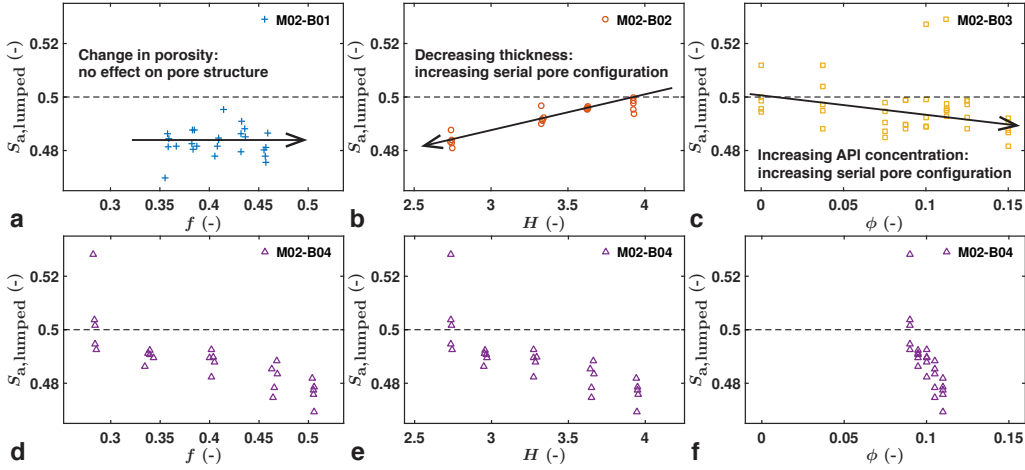 M02-B01
Change in porosity:
no effect on pore structure
0.52
0.5
0.48
0.3 0.35 0.4 0.45 0.5
S_a,lumped (-)
f (-)
a
M02-B02
Decreasing thickness:
increasing serial pore configuration
0.52
0.5
0.48
2.5 3 3.5 4
S_a,lumped (-)
H (-)
b
M02-B03
Increasing API concentration:
increasing serial pore configuration
0.52
0.5
0.48
0 0.05 0.1 0.15
S_a,lumped (-)
ϕ (-)
c
M02-B04
0.52
0.5
0.48
0.3 0.35 0.4 0.45 0.5
S_a,lumped (-)
f (-)
d
M02-B04
0.52
0.5
0.48
2.5 3 3.5 4
S_a,lumped (-)
H (-)
e
M02-B04
0.52
0.5
0.48
0 0.05 0.1 0.15
S_a,lumped (-)
ϕ (-)
f